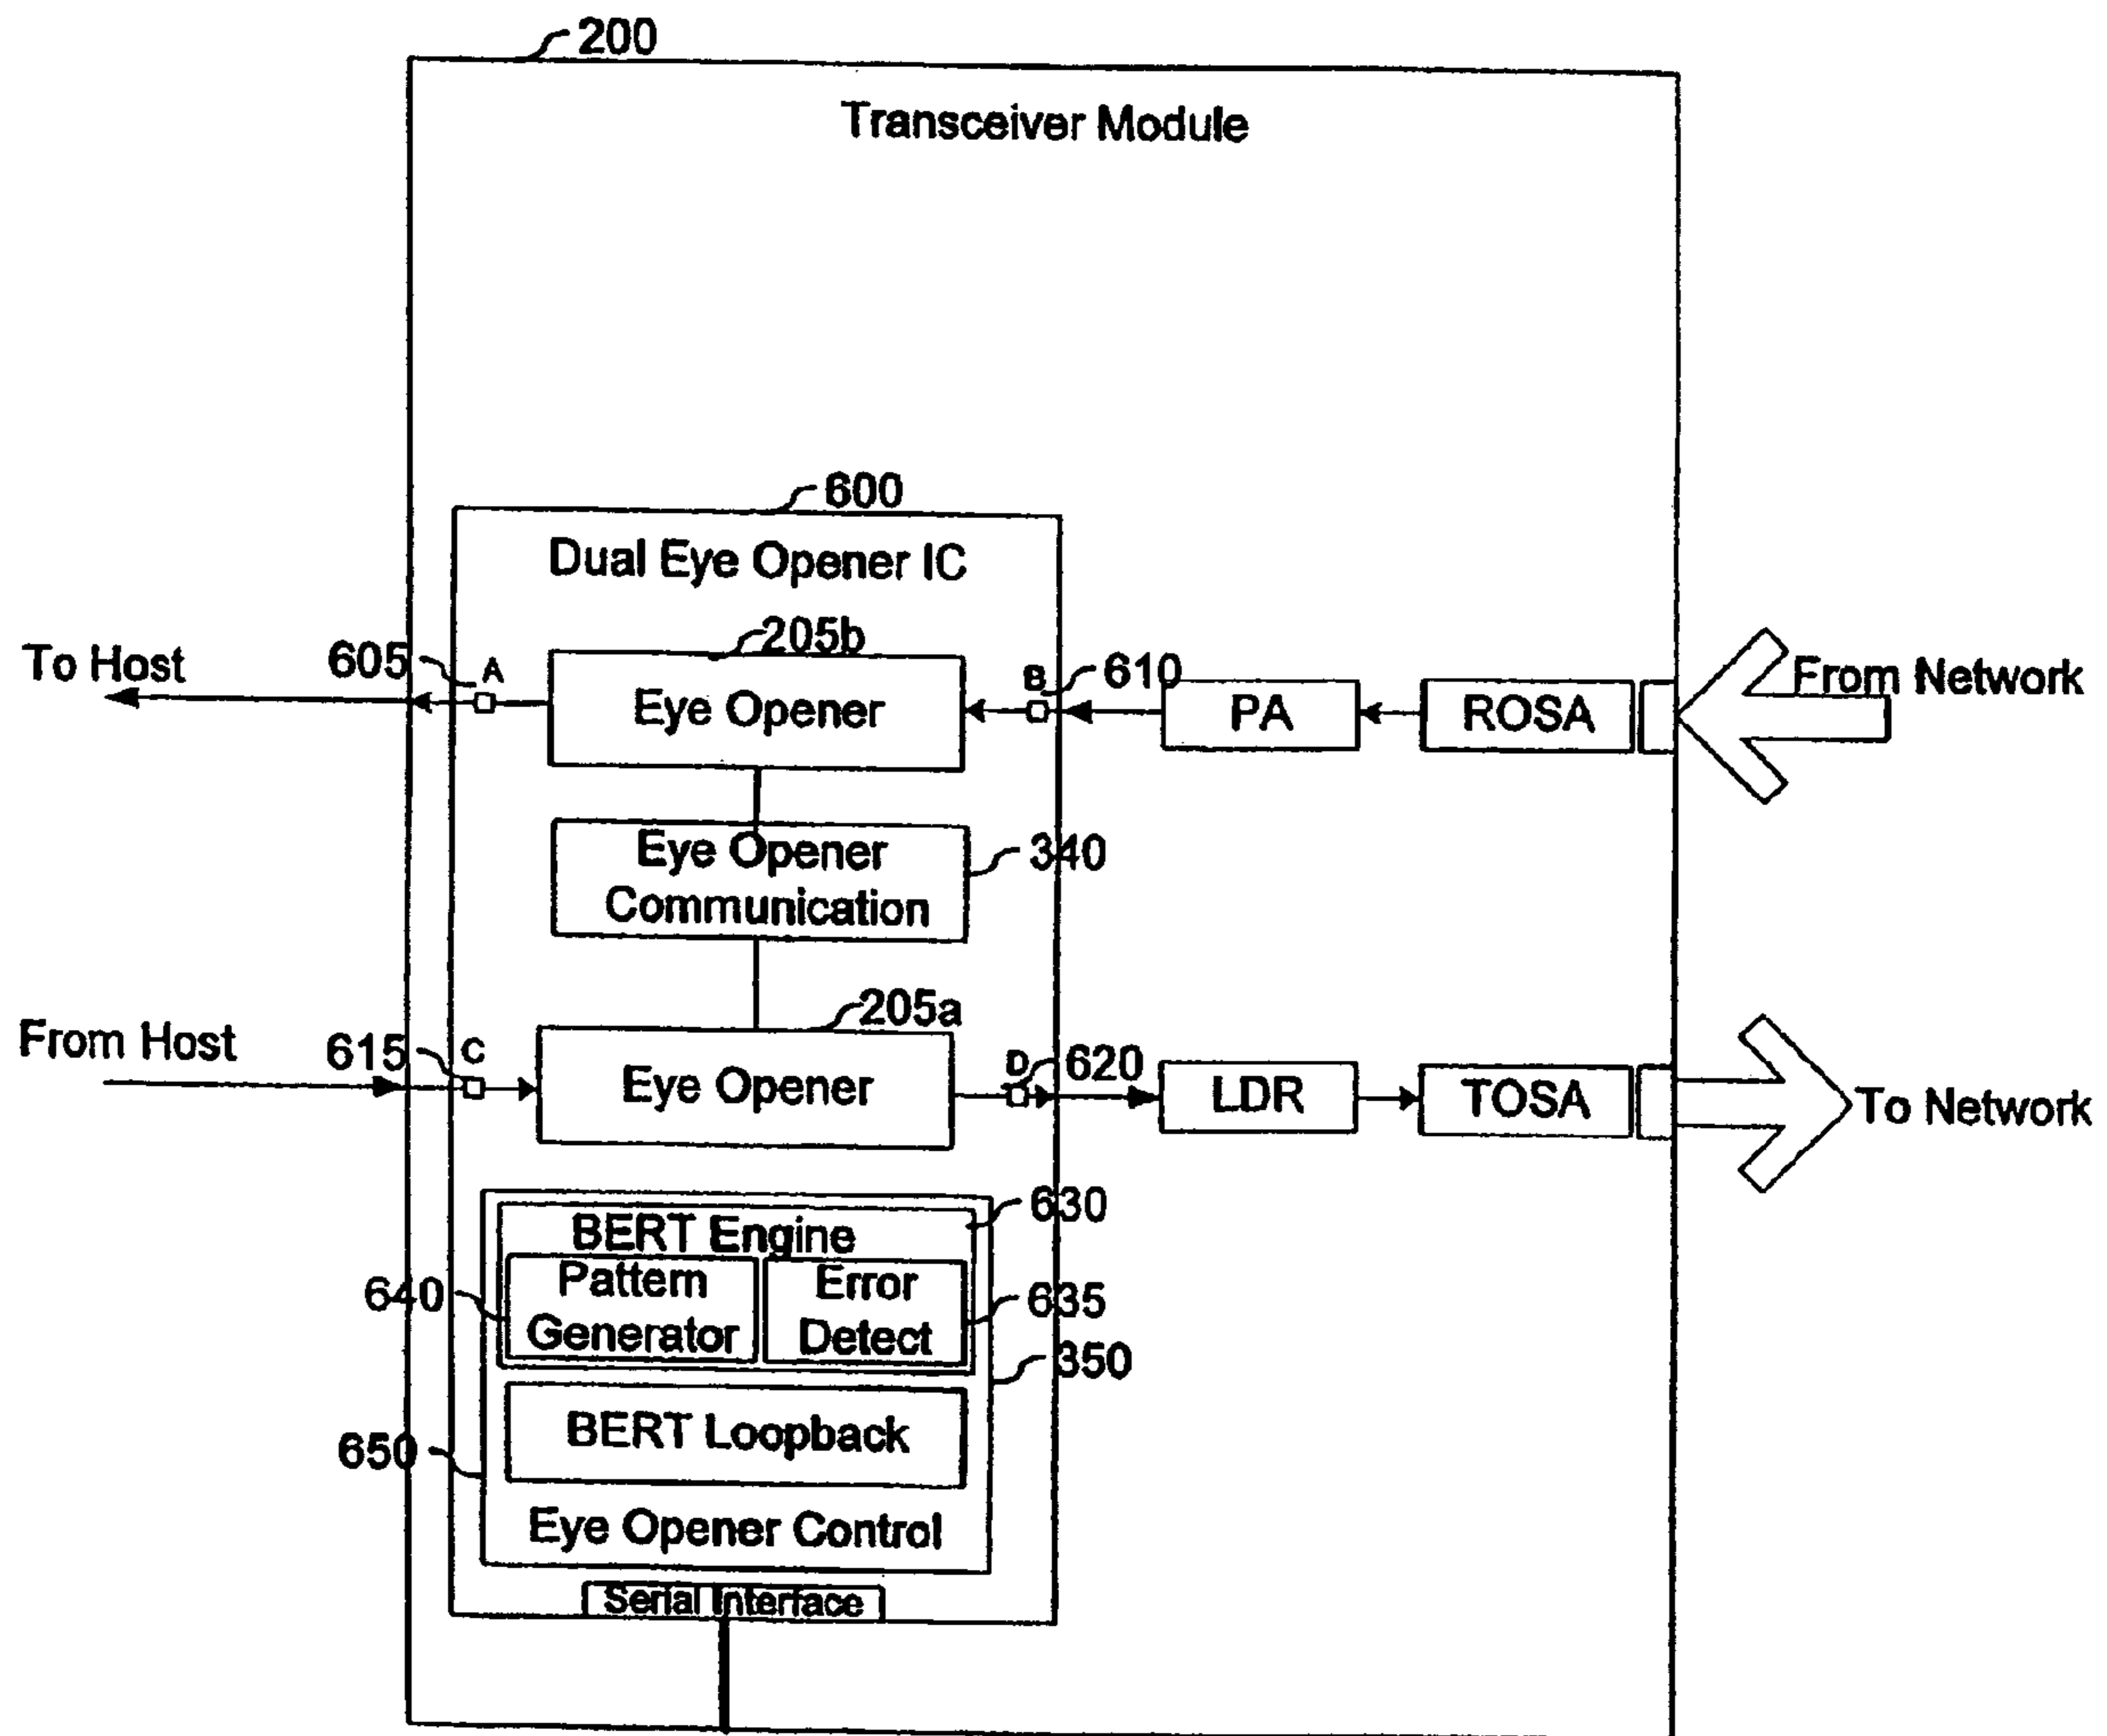 200
Transceiver Module
600
Dual Eye Opener IC
205b
To Host
605
A
Eye Opener
B
610
PA
ROSA
From Network
Eye Opener
Communication
340
205a
From Host
615
C
Eye Opener
D
620
LDR
TOSA
To Network
630
BERT Engine
640
Pattern
Generator
Error
Detect
635
350
BERT Loopback
650
Eye Opener Control
Serial Interface